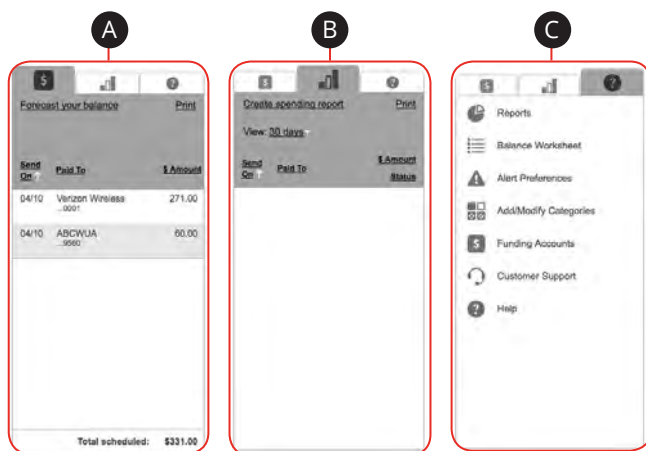 A
B
C
$
?
Forecast your balance Print
Send On Paid To $ Amount
04/10 Verizon Wireless 271.00
...0001
04/10 ABCWUA 60.00
...9560
Total scheduled: $331.00
$
?
Create spending report Print
View: 30 days
Send On Paid To $ Amount
Status
$
?
Reports
Balance Worksheet
Alert Preferences
Add/Modify Categories
$ Funding Accounts
Customer Support
? Help